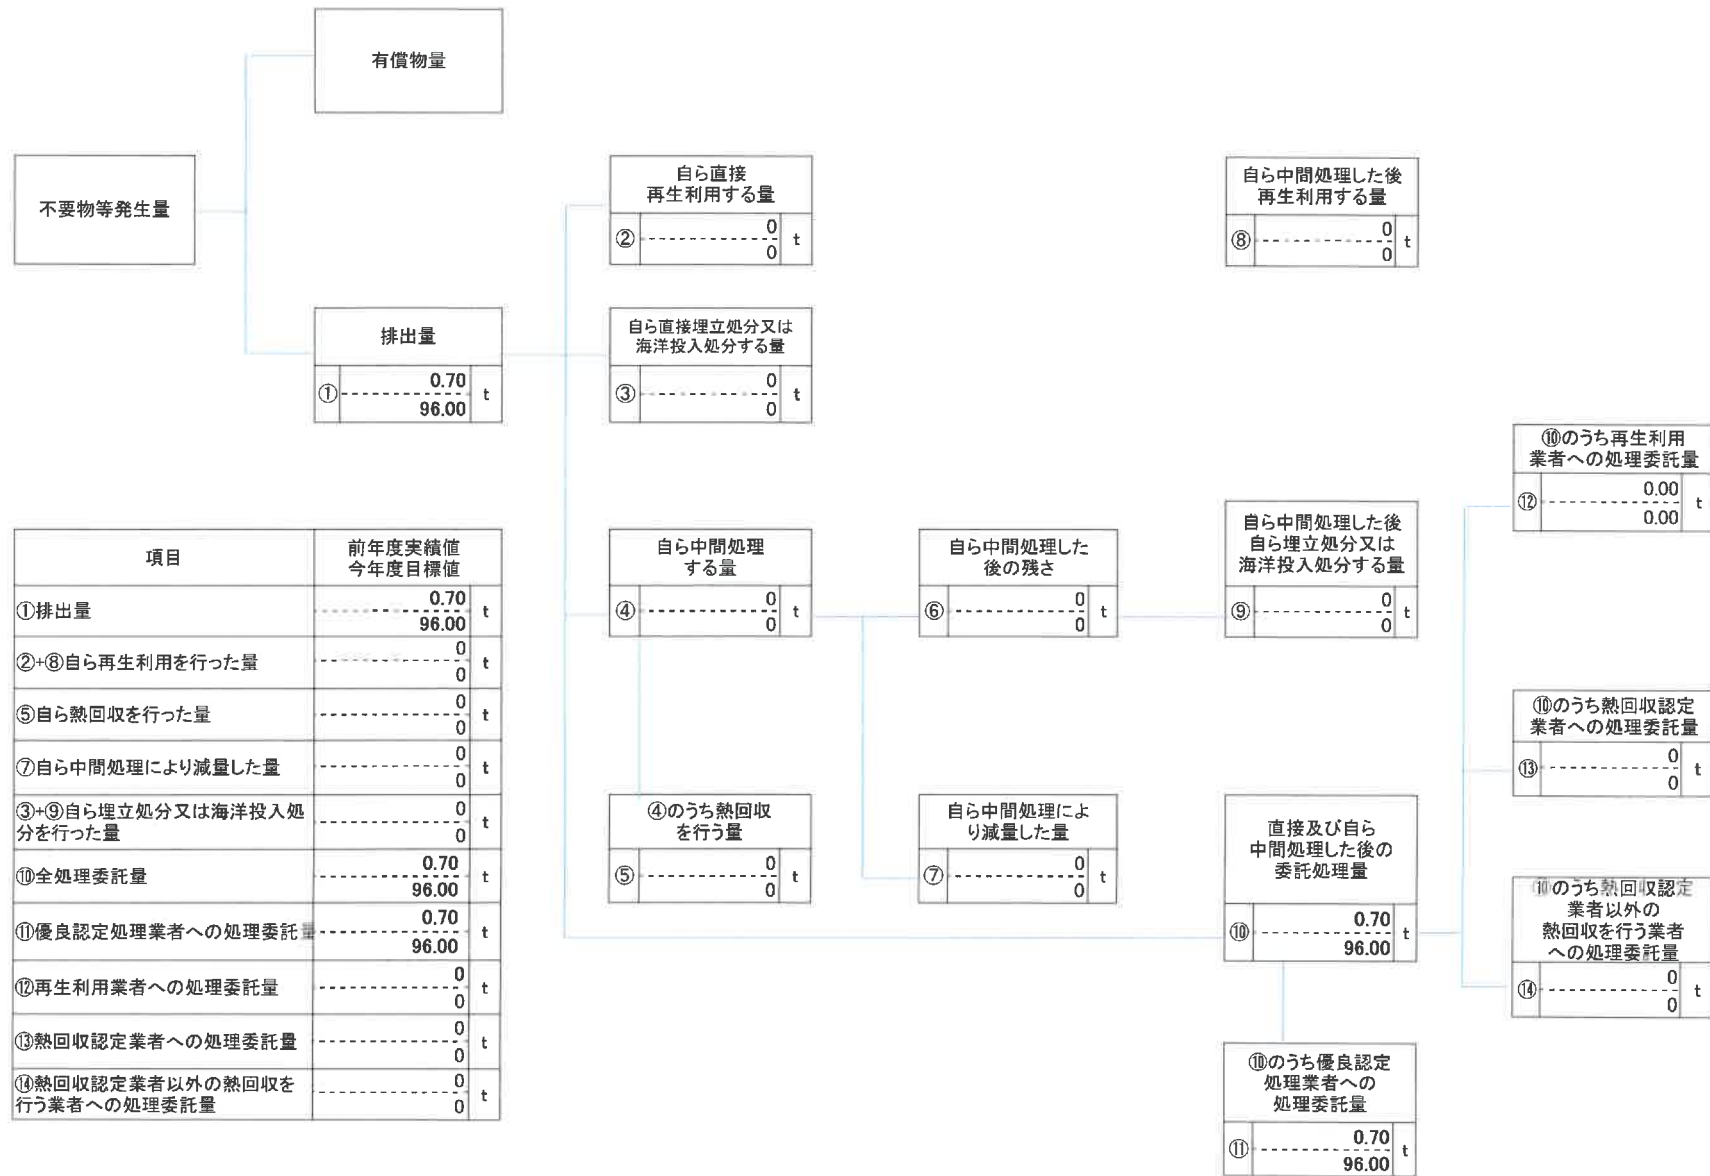 有償物量
不要物等発生量
排出量
① 0.70 t
96.00
自ら直接
再生利用する量
② 0 t
0
自ら直接埋立処分又は
海洋投入処分する量
③ 0 t
0
自ら中間処理した後
再生利用する量
⑧ 0 t
0
自ら中間処理
する量
④ 0 t
0
自ら中間処理した
後の残さ
⑥ 0 t
0
自ら中間処理した後
自ら埋立処分又は
海洋投入処分する量
⑨ 0 t
0
④のうち熱回収
を行う量
⑤ 0 t
0
自ら中間処理によ
り減量した量
⑦ 0 t
0
直接及び自ら
中間処理した後の
委託処理量
⑩ 0.70 t
96.00
⑩のうち優良認定
処理業者への
処理委託量
⑪ 0.70 t
96.00
⑩のうち再生利用
業者への処理委託量
⑫ 0.00 t
0.00
⑩のうち熱回収認定
業者への処理委託量
⑬ 0 t
0
⑩のうち熱回収認定
業者以外の
熱回収を行う業者
への処理委託量
⑭ 0 t
0
項目
前年度実績値
今年度目標値
①排出量 0.70 t
96.00
②+⑧自ら再生利用を行った量 0 t
0
⑤自ら熱回収を行った量 0 t
0
⑦自ら中間処理により減量した量 0 t
0
③+⑨自ら埋立処分又は海洋投入処
分を行った量 0 t
0
⑩全処理委託量 0.70 t
96.00
⑪優良認定処理業者への処理委託量 0.70 t
96.00
⑫再生利用業者への処理委託量 0 t
0
⑬熱回収認定業者への処理委託量 0 t
0
⑭熱回収認定業者以外の熱回収を
行う業者への処理委託量 0 t
0